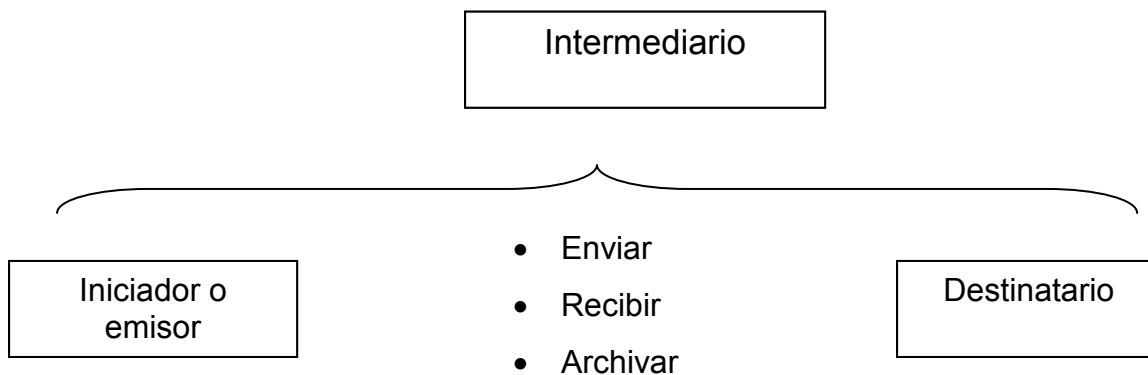 Intermediario
Iniciador o
emisor
• Enviar
• Recibir
• Archivar
Destinatario